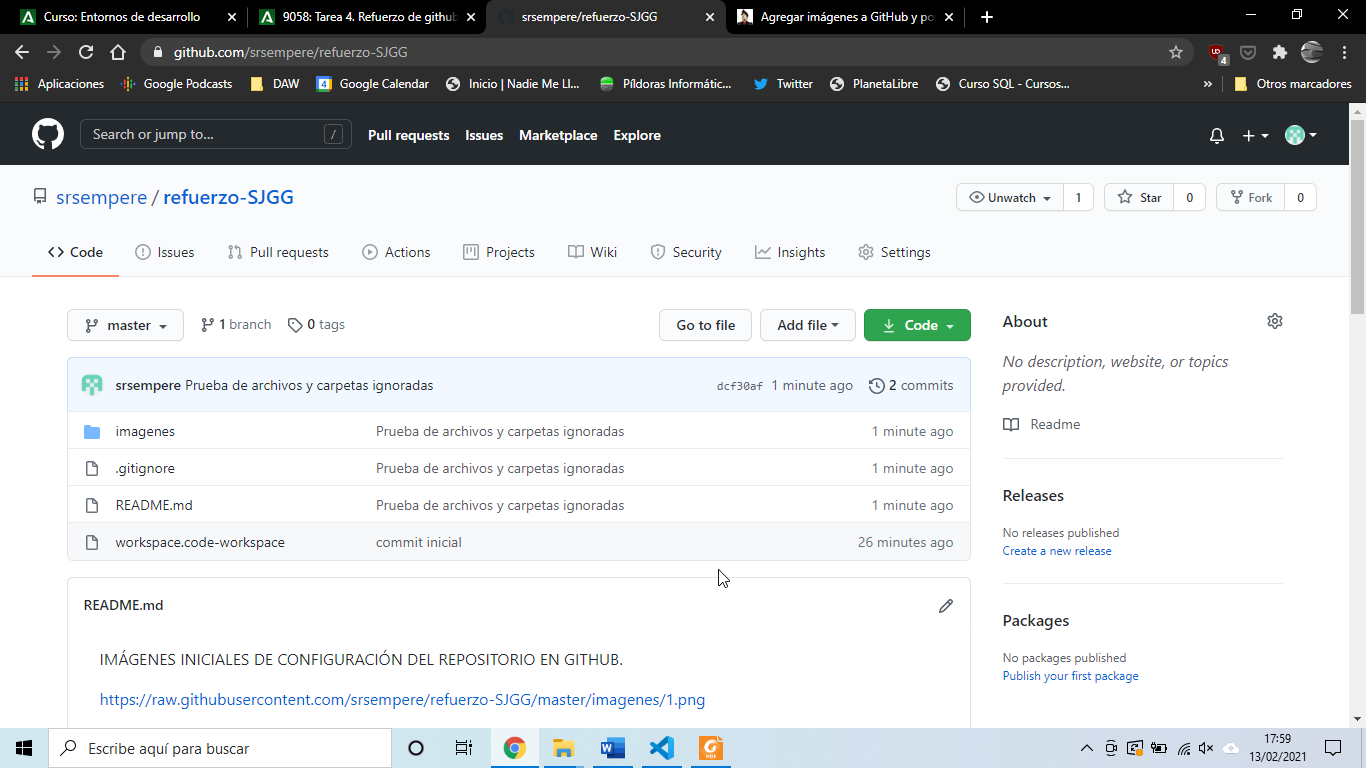 Curso: Entornos de desarrollo
9058: Tarea 4. Refuerzo de github
srsempere/refuerzo-SJGG
Agregar imágenes a GitHub y po
github.com/srsempere/refuerzo-SJGG
4
Aplicaciones
Google Podcasts
DAW
4
Google Calendar
Inicio | Nadie Me Ll...
Píldoras Informátic...
Twitter
PlanetaLibre
Curso SQL - Cursos...
»
Otros marcadores
Search or jump to...
/
Pull requests
Issues
Marketplace
Explore
srsempere / refuerzo-SJGG
Unwatch
1
Star
0
Fork
0
Code
Issues
Pull requests
Actions
Projects
Wiki
Security
Insights
Settings
master
1 branch
0 tags
Go to file
Add file
Code
srsempere Prueba de archivos y carpetas ignoradas
dcf30af 1 minute ago
2 commits
imagenes
Prueba de archivos y carpetas ignoradas
1 minute ago
.gitignore
Prueba de archivos y carpetas ignoradas
1 minute ago
README.md
Prueba de archivos y carpetas ignoradas
1 minute ago
workspace.code-workspace
commit inicial
26 minutes ago
README.md
IMÁGENES INICIALES DE CONFIGURACIÓN DEL REPOSITORIO EN GITHUB.
https://raw.githubusercontent.com/srsempere/refuerzo-SJGG/master/imagenes/1.png
About
No description, website, or topics
provided.
Readme
Releases
No releases published
Create a new release
Packages
No packages published
Publish your first package
Escribe aquí para buscar
17:59
13/02/2021